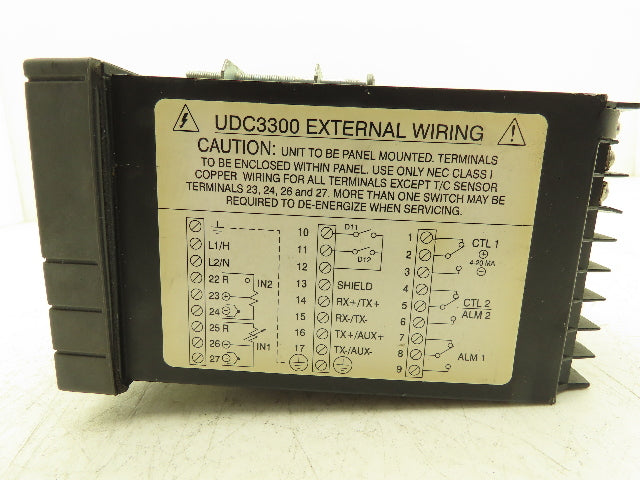 UDC3300 EXTERNAL WIRING
CAUTION: UNIT TO BE PANEL MOUNTED. TERMINALS
TO BE ENCLOSED WITHIN PANEL. USE ONLY NEC CLASS I
COPPER WIRING FOR ALL TERMINALS EXCEPT T/C SENSOR
TERMINALS 23, 24, 26 and 27. MORE THAN ONE SWITCH MAY BE
REQUIRED TO DE-ENERGIZE WHEN SERVICING.
L1/H
L2/N
22 R
23 +
24 -
IN2
25 R
26 +
27 -
IN1
10 DI1
11
12 DI2
13 SHIELD
14 RX+/TX+
15 RX-/TX-
16 TX+/AUX+
17 TX-/AUX-
1 CTL 1
2 +
4-20 MA
3 -
4
5 CTL 2
ALM 2
6
7
8 ALM 1
9